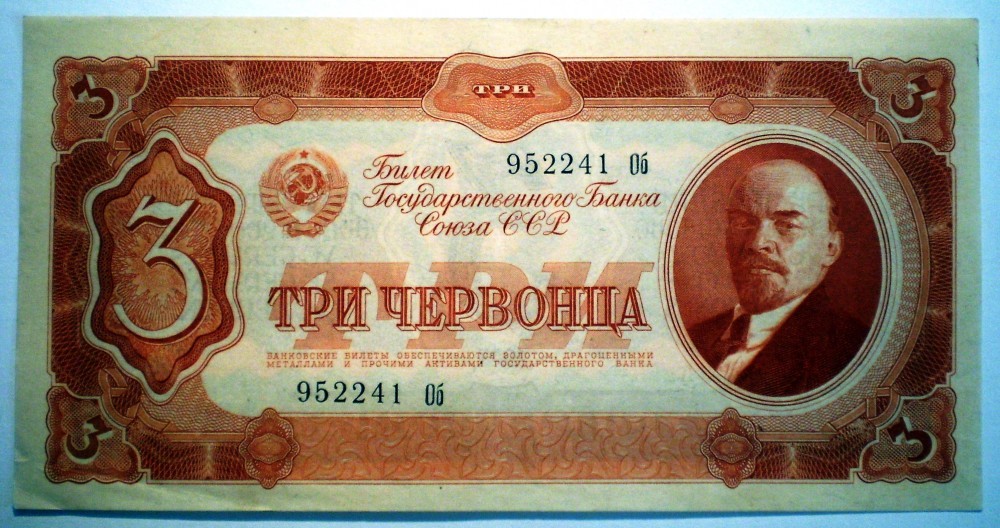 3
ТРИ
3
Билет 952241 Об
Государственного Банка
Союза ССР
3
ТРИ
ТРИ ЧЕРВОНЦА
БАНКОВСКИЕ БИЛЕТЫ ОБЕСПЕЧИВАЮТСЯ ЗОЛОТОМ, ДРАГОЦЕННЫМИ
МЕТАЛЛАМИ И ПРОЧИМИ АКТИВАМИ ГОСУДАРСТВЕННОГО БАНКА
952241 Об
3
3